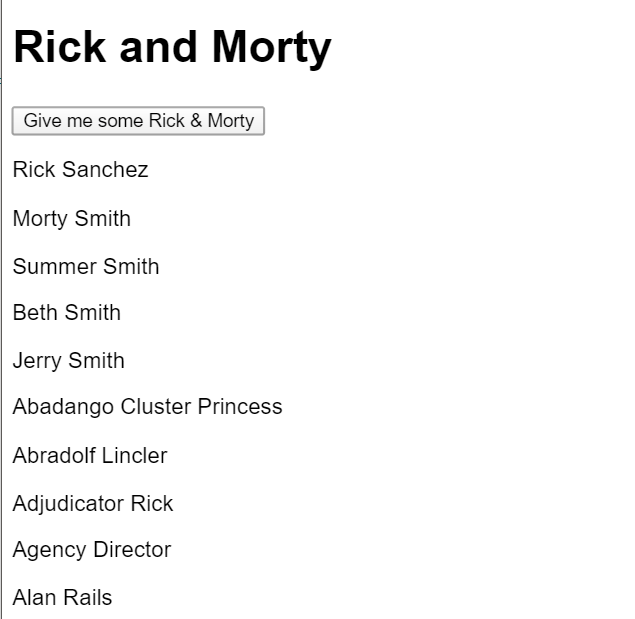 Rick and Morty
Give me some Rick & Morty
Rick Sanchez
Morty Smith
Summer Smith
Beth Smith
Jerry Smith
Abadango Cluster Princess
Abradolf Lincler
Adjudicator Rick
Agency Director
Alan Rails